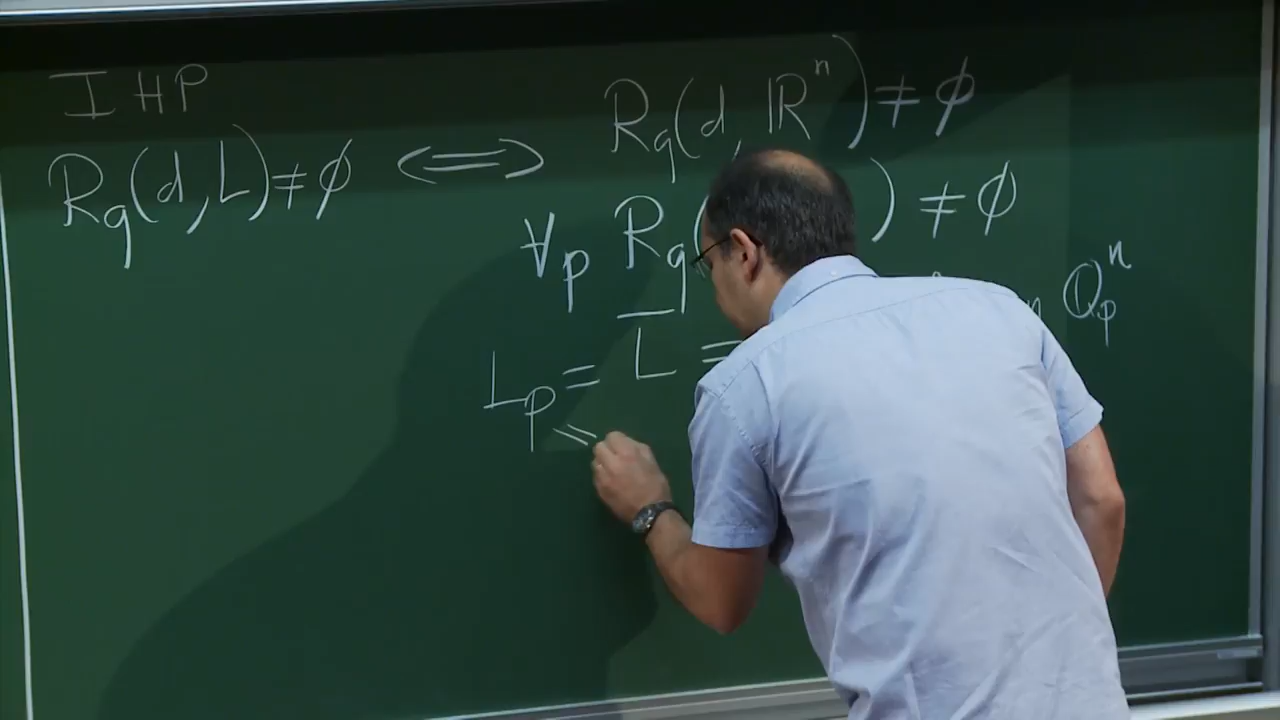 IHP
R_q(d, L) ≠ ∅ ⟺ R_q(d, ℝ^n) ≠ ∅
∀p R_q( ) ≠ ∅
n Q_p^n
L_p = L̅ =